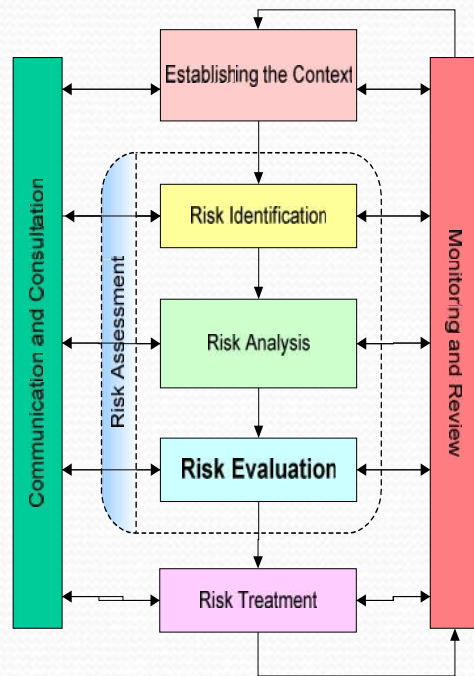 Establishing the Context
Communication and Consultation
Risk Assessment
Risk Identification
Risk Analysis
Risk Evaluation
Risk Treatment
Monitoring and Review